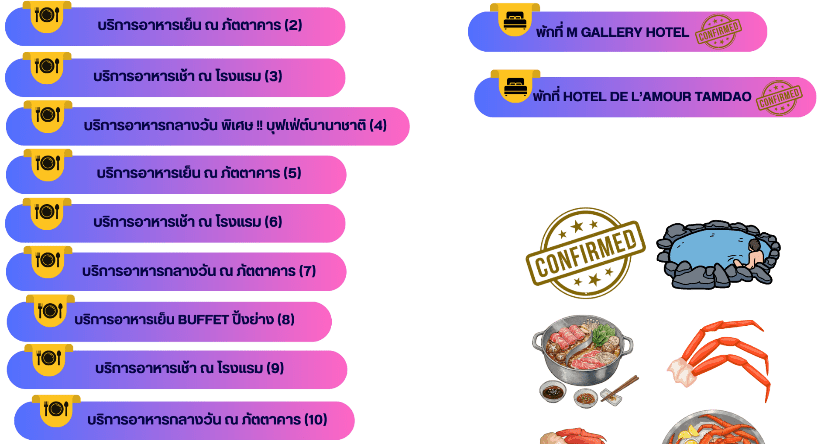 บริการอาหารเย็น ณ ภัตตาคาร (2)
บริการอาหารเช้า ณ โรงแรม (3)
บริการอาหารกลางวัน พิเศษ !! บุฟเฟ่ต์นานาชาติ (4)
บริการอาหารเย็น ณ ภัตตาคาร (5)
บริการอาหารเช้า ณ โรงแรม (6)
บริการอาหารกลางวัน ณ ภัตตาคาร (7)
บริการอาหารเย็น BUFFET ปิ้งย่าง (8)
บริการอาหารเช้า ณ โรงแรม (9)
บริการอาหารกลางวัน ณ ภัตตาคาร (10)
พักที่ M GALLERY HOTEL CONFIRMED
พักที่ HOTEL DE L'AMOUR TAMDAO CONFIRMED
CONFIRMED